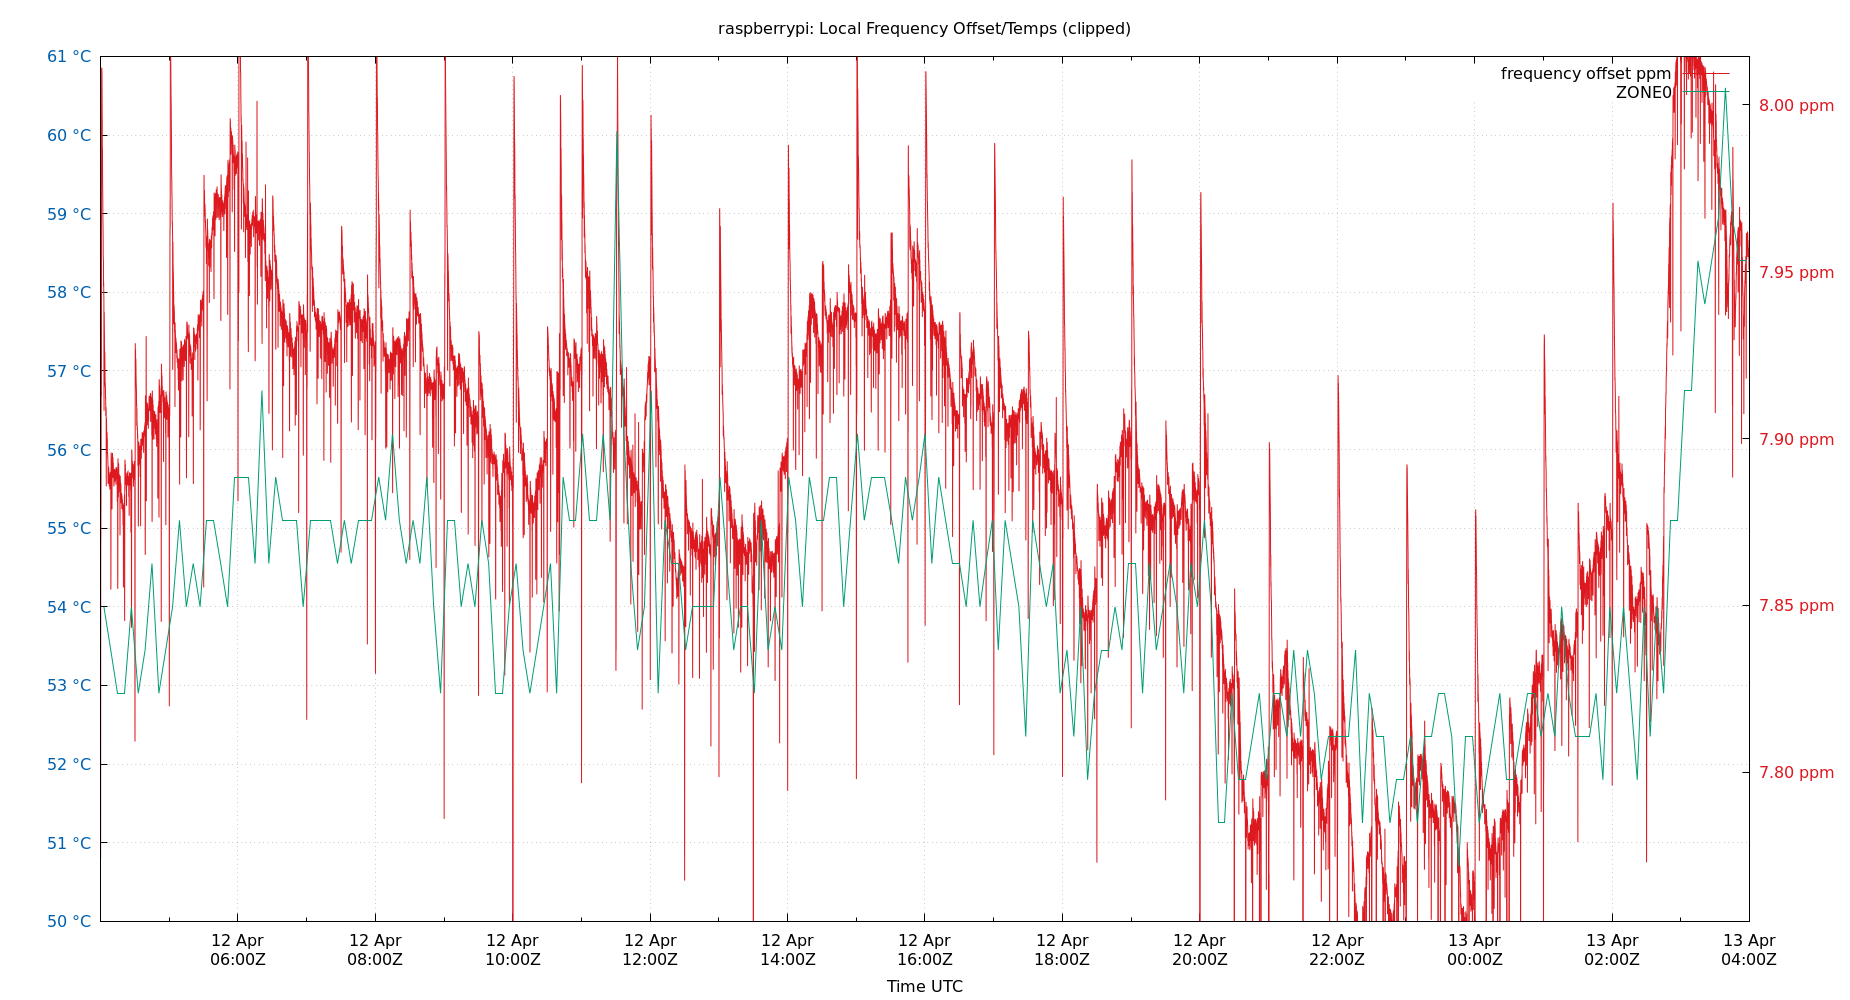 raspberrypi: Local Frequency Offset/Temps (clipped)
61 °C
60 °C
59 °C
58 °C
57 °C
56 °C
55 °C
54 °C
53 °C
52 °C
51 °C
50 °C
frequency offset ppm
ZONE0
8.00 ppm
7.95 ppm
7.90 ppm
7.85 ppm
7.80 ppm
12 Apr 12 Apr 12 Apr 12 Apr 12 Apr 12 Apr 12 Apr 12 Apr 12 Apr 13 Apr 13 Apr 13 Apr
06:00Z 08:00Z 10:00Z 12:00Z 14:00Z 16:00Z 18:00Z 20:00Z 22:00Z 00:00Z 02:00Z 04:00Z
Time UTC